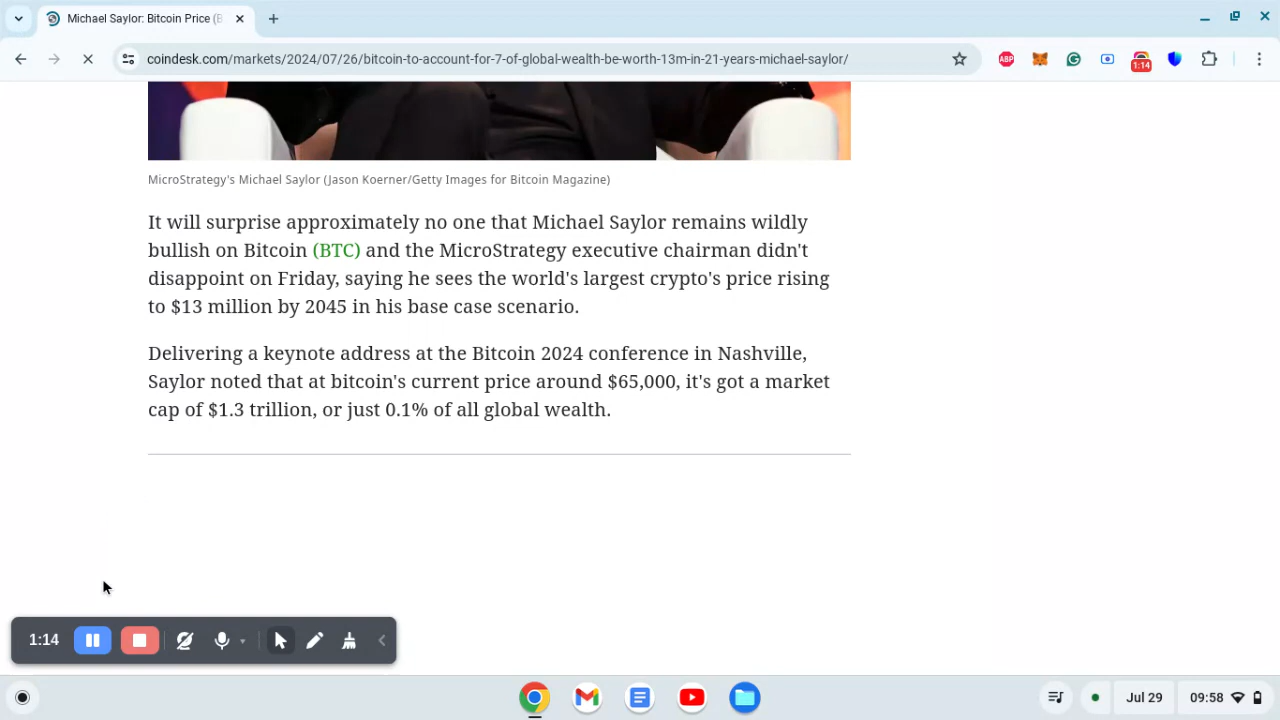 Michael Saylor: Bitcoin Price (B
coindesk.com/markets/2024/07/26/bitcoin-to-account-for-7-of-global-wealth-be-worth-13m-in-21-years-michael-saylor/
ABP
1:14
MicroStrategy's Michael Saylor (Jason Koerner/Getty Images for Bitcoin Magazine)
It will surprise approximately no one that Michael Saylor remains wildly
bullish on Bitcoin (BTC) and the MicroStrategy executive chairman didn't
disappoint on Friday, saying he sees the world's largest crypto's price rising
to $13 million by 2045 in his base case scenario.
Delivering a keynote address at the Bitcoin 2024 conference in Nashville,
Saylor noted that at bitcoin's current price around $65,000, it's got a market
cap of $1.3 trillion, or just 0.1% of all global wealth.
1:14
Jul 29
09:58